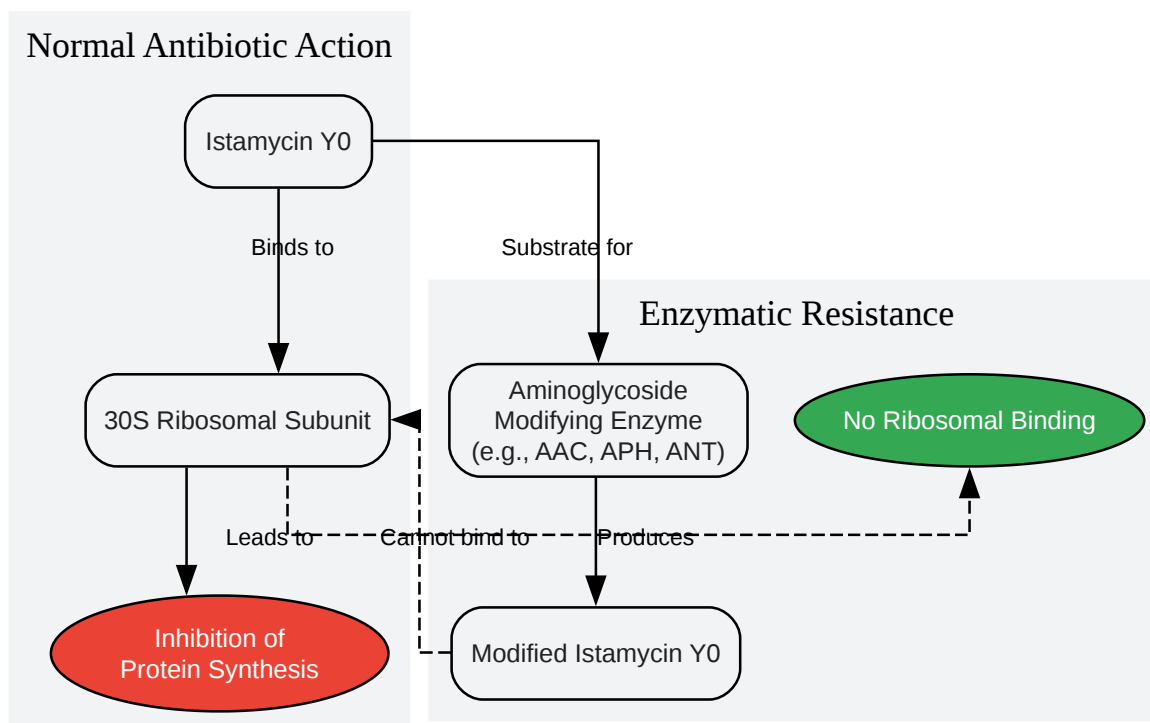 Normal Antibiotic Action
Istamycin Y0
Binds to
Substrate for
Enzymatic Resistance
30S Ribosomal Subunit
Aminoglycoside
Modifying Enzyme
(e.g., AAC, APH, ANT)
No Ribosomal Binding
Leads to
Cannot bind to
Produces
Inhibition of
Protein Synthesis
Modified Istamycin Y0